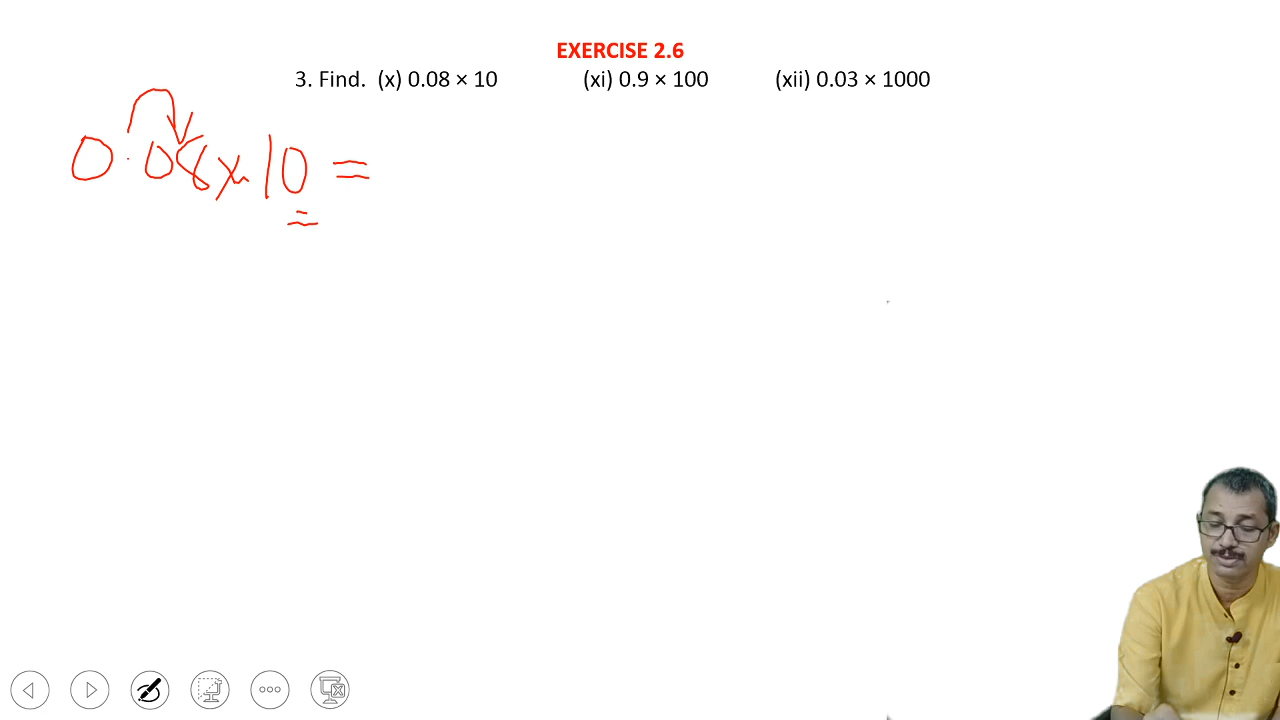 EXERCISE 2.6
3. Find. (x) 0.08 × 10 (xi) 0.9 × 100 (xii) 0.03 × 1000
0.08 × 10 =